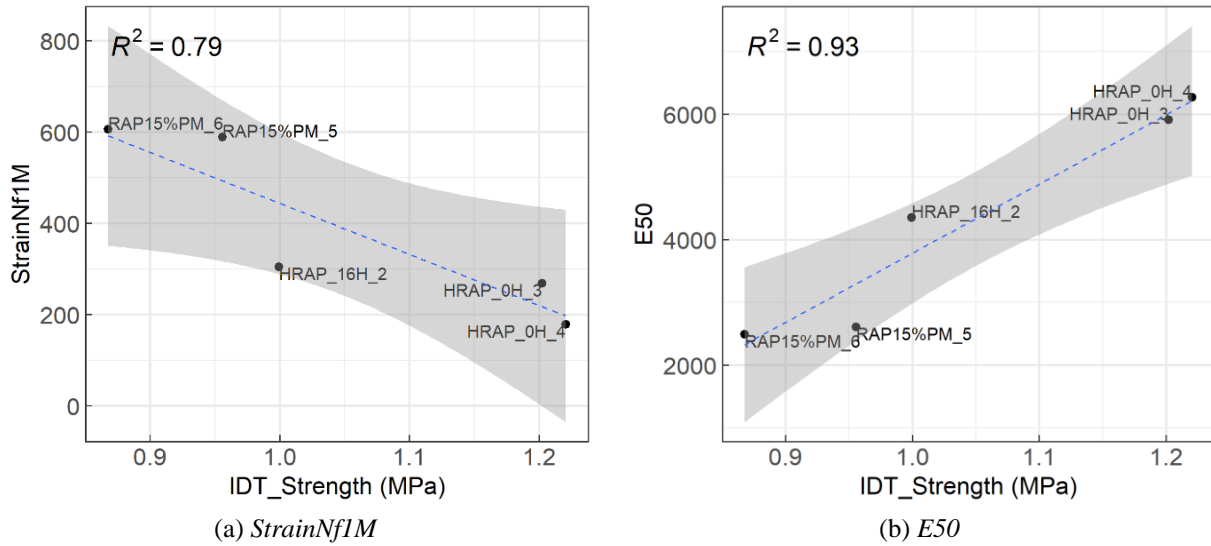 R² = 0.79
800
600
400
200
0
StrainNf1M
RAP15%PM_6
RAP15%PM_5
HRAP_16H_2
HRAP_0H_3
HRAP_0H_4
0.9 1.0 1.1 1.2
IDT_Strength (MPa)
(a) StrainNf1M
R² = 0.93
6000
4000
2000
E50
HRAP_0H_4
HRAP_0H_3
HRAP_16H_2
RAP15%PM_6
RAP15%PM_5
0.9 1.0 1.1 1.2
IDT_Strength (MPa)
(b) E50